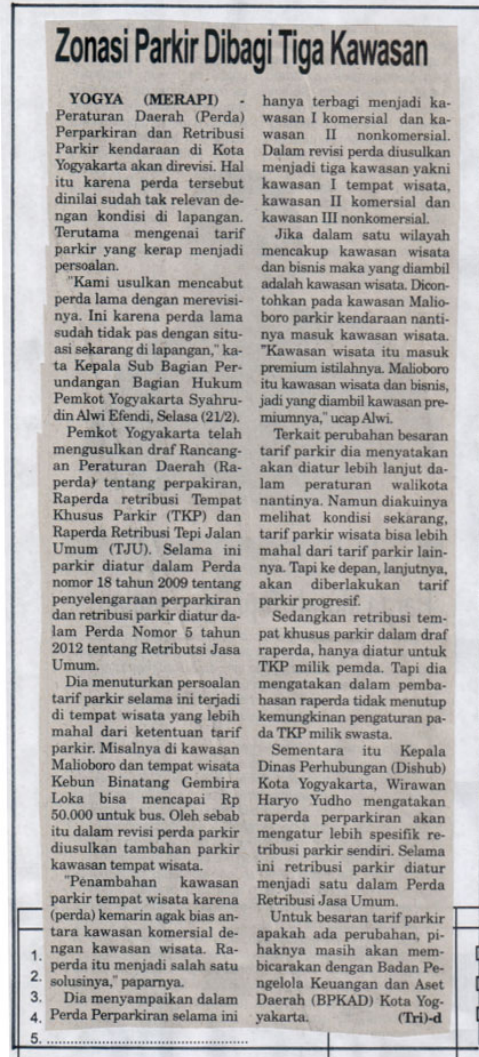 Zonasi Parkir Dibagi Tiga Kawasan
YOGYA (MERAPI) -
Peraturan Daerah (Perda)
Perparkiran dan Retribusi
Parkir kendaraan di Kota
Yogyakarta akan direvisi. Hal
itu karena perda tersebut
dinilai sudah tak relevan de-
ngan kondisi di lapangan.
Terutama mengenai tarif
parkir yang kerap menjadi
persoalan.
"Kami usulkan mencabut
perda lama dengan merevisi-
nya. Ini karena perda lama
sudah tidak pas dengan situ-
asi sekarang di lapangan," ka-
ta Kepala Sub Bagian Per-
undangan Bagian Hukum
Pemkot Yogyakarta Syahru-
din Alwi Efendi, Selasa (21/2).
Pemkot Yogyakarta telah
mengusulkan draf Rancang-
an Peraturan Daerah (Ra-
perda) tentang perpakiran,
Raperda retribusi Tempat
Khusus Parkir (TKP) dan
Raperda Retribusi Tepi Jalan
Umum (TJU). Selama ini
parkir diatur dalam Perda
nomor 18 tahun 2009 tentang
penyelengaraan perparkiran
dan retribusi parkir diatur da-
lam Perda Nomor 5 tahun
2012 tentang Retributsi Jasa
Umum.
Dia menuturkan persoalan
tarif parkir selama ini terjadi
di tempat wisata yang lebih
mahal dari ketentuan tarif
parkir. Misalnya di kawasan
Malioboro dan tempat wisata
Kebun Binatang Gembira
Loka bisa mencapai Rp
50.000 untuk bus. Oleh sebab
itu dalam revisi perda parkir
diusulkan tambahan parkir
kawasan tempat wisata.
"Penambahan kawasan
parkir tempat wisata karena
(perda) kemarin agak bias an-
tara kawasan komersial de-
ngan kawasan wisata. Ra-
perda itu menjadi salah satu
solusinya," paparnya.
Dia menyampaikan dalam
Perda Perparkiran selama ini
hanya terbagi menjadi ka-
wasan I komersial dan ka-
wasan II nonkomersial.
Dalam revisi perda diusulkan
menjadi tiga kawasan yakni
kawasan I tempat wisata,
kawasan II komersial dan
kawasan III nonkomersial.
Jika dalam satu wilayah
mencakup kawasan wisata
dan bisnis maka yang diambil
adalah kawasan wisata. Dicon-
tohkan pada kawasan Malio-
boro parkir kendaraan nanti-
nya masuk kawasan wisata.
"Kawasan wisata itu masuk
premium istilahnya. Malioboro
itu kawasan wisata dan bisnis,
jadi yang diambil kawasan pre-
miumnya," ucap Alwi.
Terkait perubahan besaran
tarif parkir dia menyatakan
akan diatur lebih lanjut da-
lam peraturan walikota
nantinya. Namun diakuinya
melihat kondisi sekarang,
tarif parkir wisata bisa lebih
mahal dari tarif parkir lain-
nya. Tapi ke depan, lanjutnya,
akan diberlakukan tarif
parkir progresif.
Sedangkan retribusi tem-
pat khusus parkir dalam draf
raperda, hanya diatur untuk
TKP milik pemda. Tapi dia
mengatakan dalam pemba-
hasan raperda tidak menutup
kemungkinan pengaturan pa-
da TKP milik swasta.
Sementara itu Kepala
Dinas Perhubungan (Dishub)
Kota Yogyakarta, Wirawan
Haryo Yudho mengatakan
raperda perparkiran akan
mengatur lebih spesifik re-
tribusi parkir sendiri. Selama
ini retribusi parkir diatur
menjadi satu dalam Perda
Retribusi Jasa Umum.
Untuk besaran tarif parkir
apakah ada perubahan, pi-
haknya masih akan mem-
bicarakan dengan Badan Pe-
ngelola Keuangan dan Aset
Daerah (BPKAD) Kota Yog-
yakarta. (Tri)-d
1.
2.
3.
4.
5. ..........................................